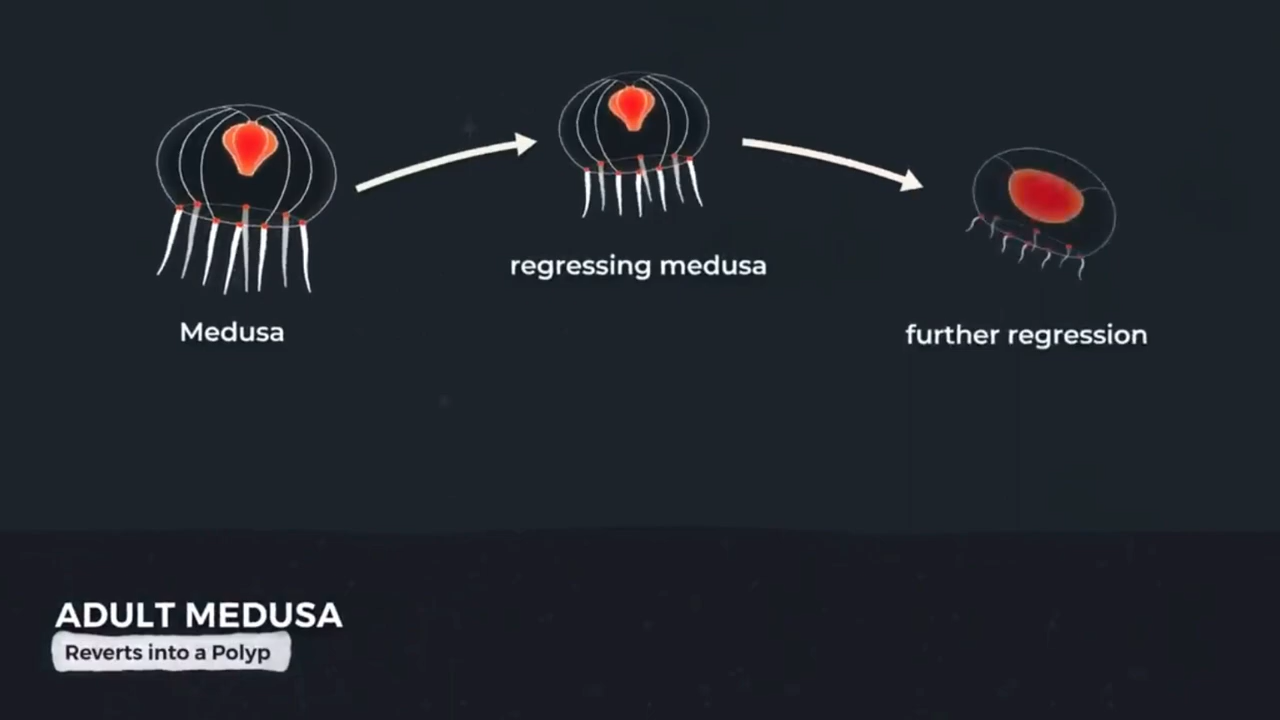 Medusa
regressing medusa
further regression
ADULT MEDUSA
Reverts into a Polyp